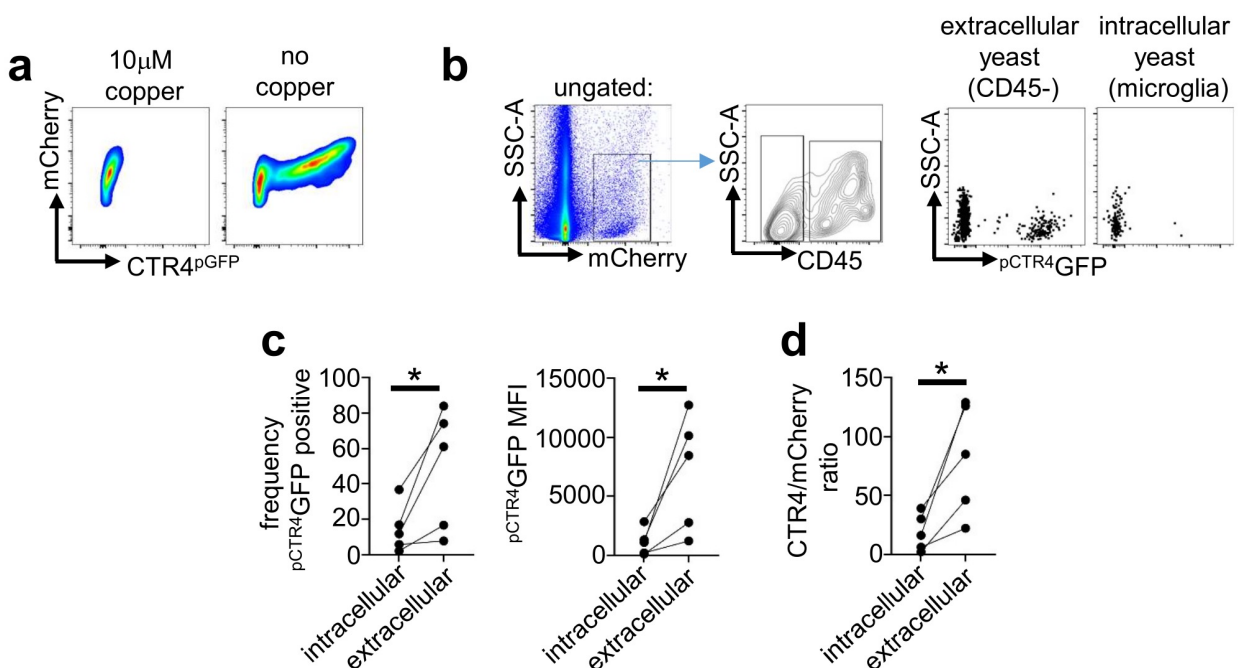 a
10μM
copper
no
copper
mCherry
CTR4pGFP
b
ungated:
SSC-A
mCherry
SSC-A
CD45
extracellular
yeast
(CD45-)
intracellular
yeast
(microglia)
SSC-A
pCTR4GFP
c
frequency
pCTR4GFP positive
100
80
60
40
20
0
*
intracellular
extracellular
pCTR4GFP MFI
15000
10000
5000
0
*
intracellular
extracellular
d
CTR4/mCherry
ratio
150
100
50
0
*
intracellular
extracellular